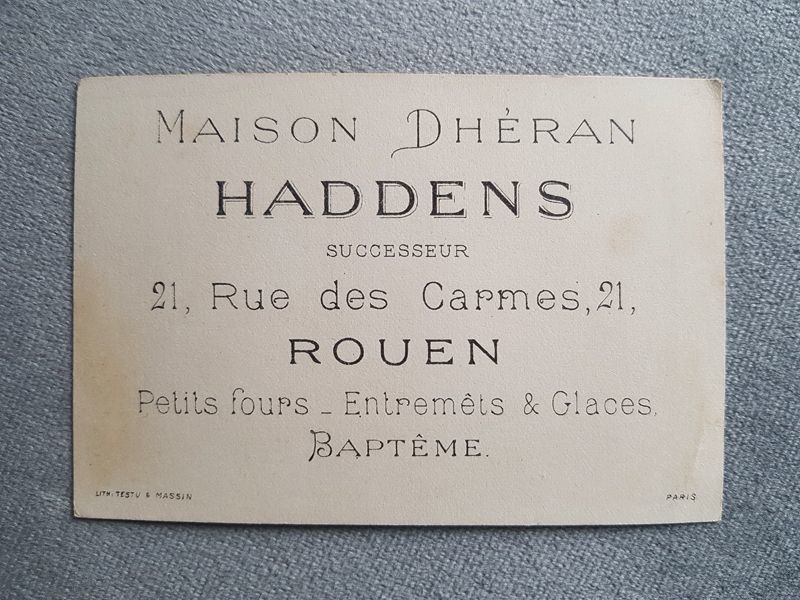 MAISON DHÉRAN
HADDENS
SUCCESSEUR
21, Rue des Carmes, 21,
ROUEN
Petits fours _ Entremêts & Glaces.
BAPTÊME.
LITH: TESTU & MASSIN
PARIS